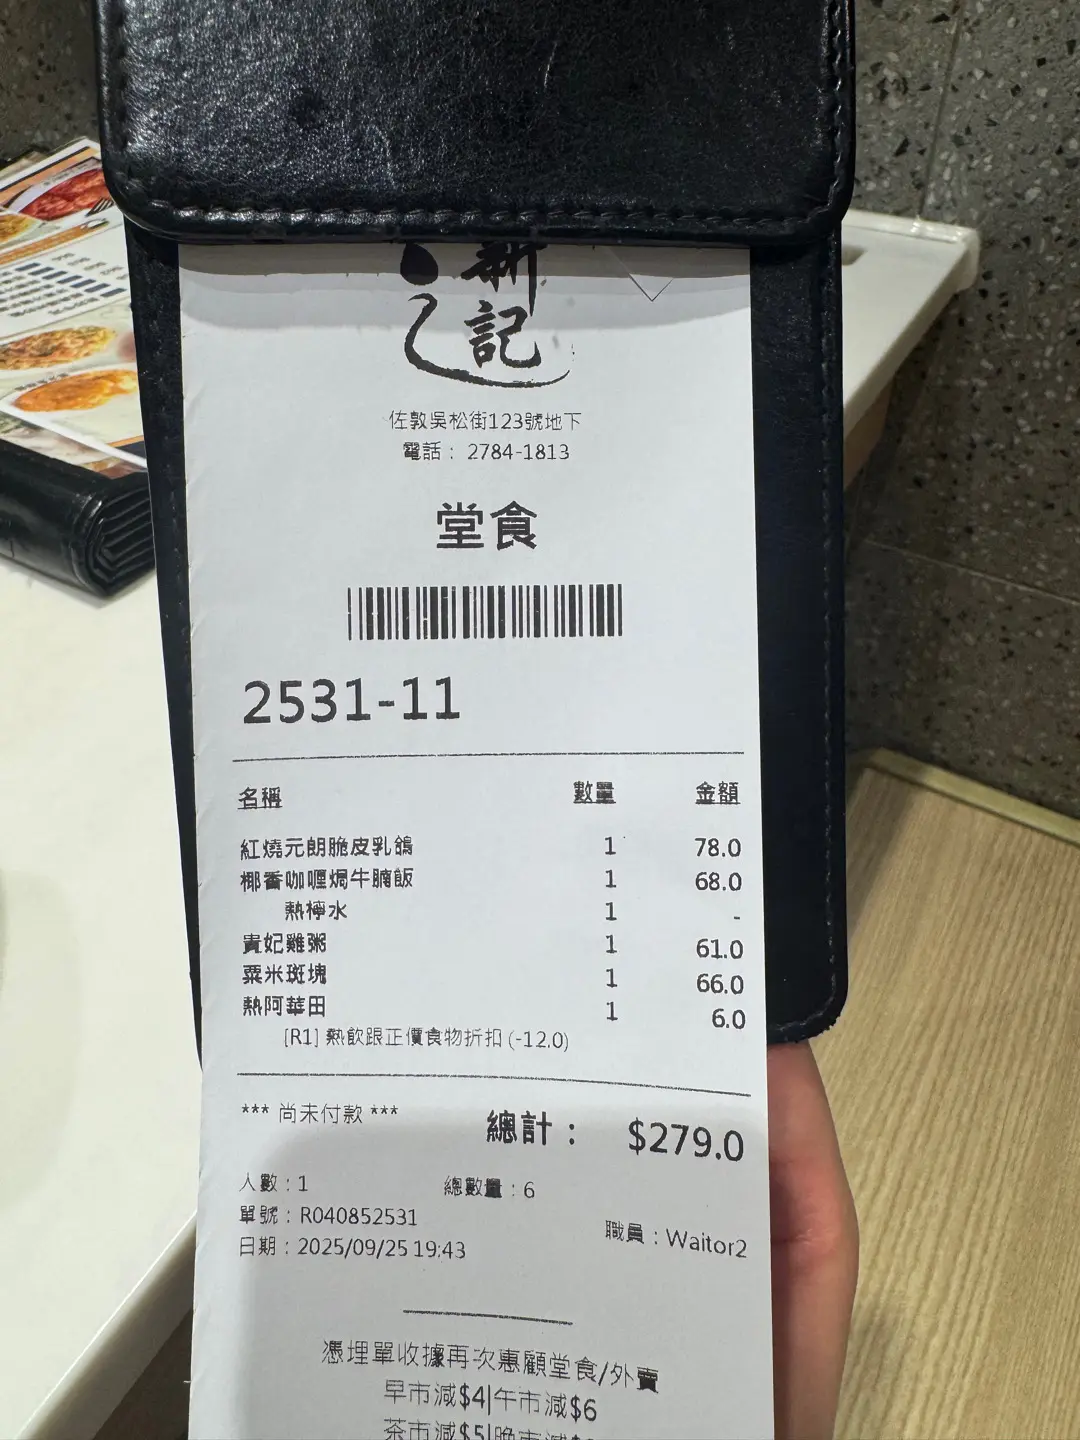 新
記
佐敦吳松街123號地下
電話： 2784-1813
堂食
2531-11
名稱 數量 金額
紅燒元朗脆皮乳鴿 1 78.0
椰香咖喱焗牛腩飯 1 68.0
熱檸水 1 -
貴妃雞粥 1 61.0
粟米斑塊 1 66.0
熱阿華田 1 6.0
[R1] 熱飲跟正價食物折扣 (-12.0)
*** 尚未付款 *** 總計： $279.0
人數：1 總數量：6
單號：R040852531
職員：Waitor2
日期：2025/09/25 19:43
憑埋單收據再次惠顧堂食/外賣
早市減$4|午市減$6
茶市減$5|晚市減